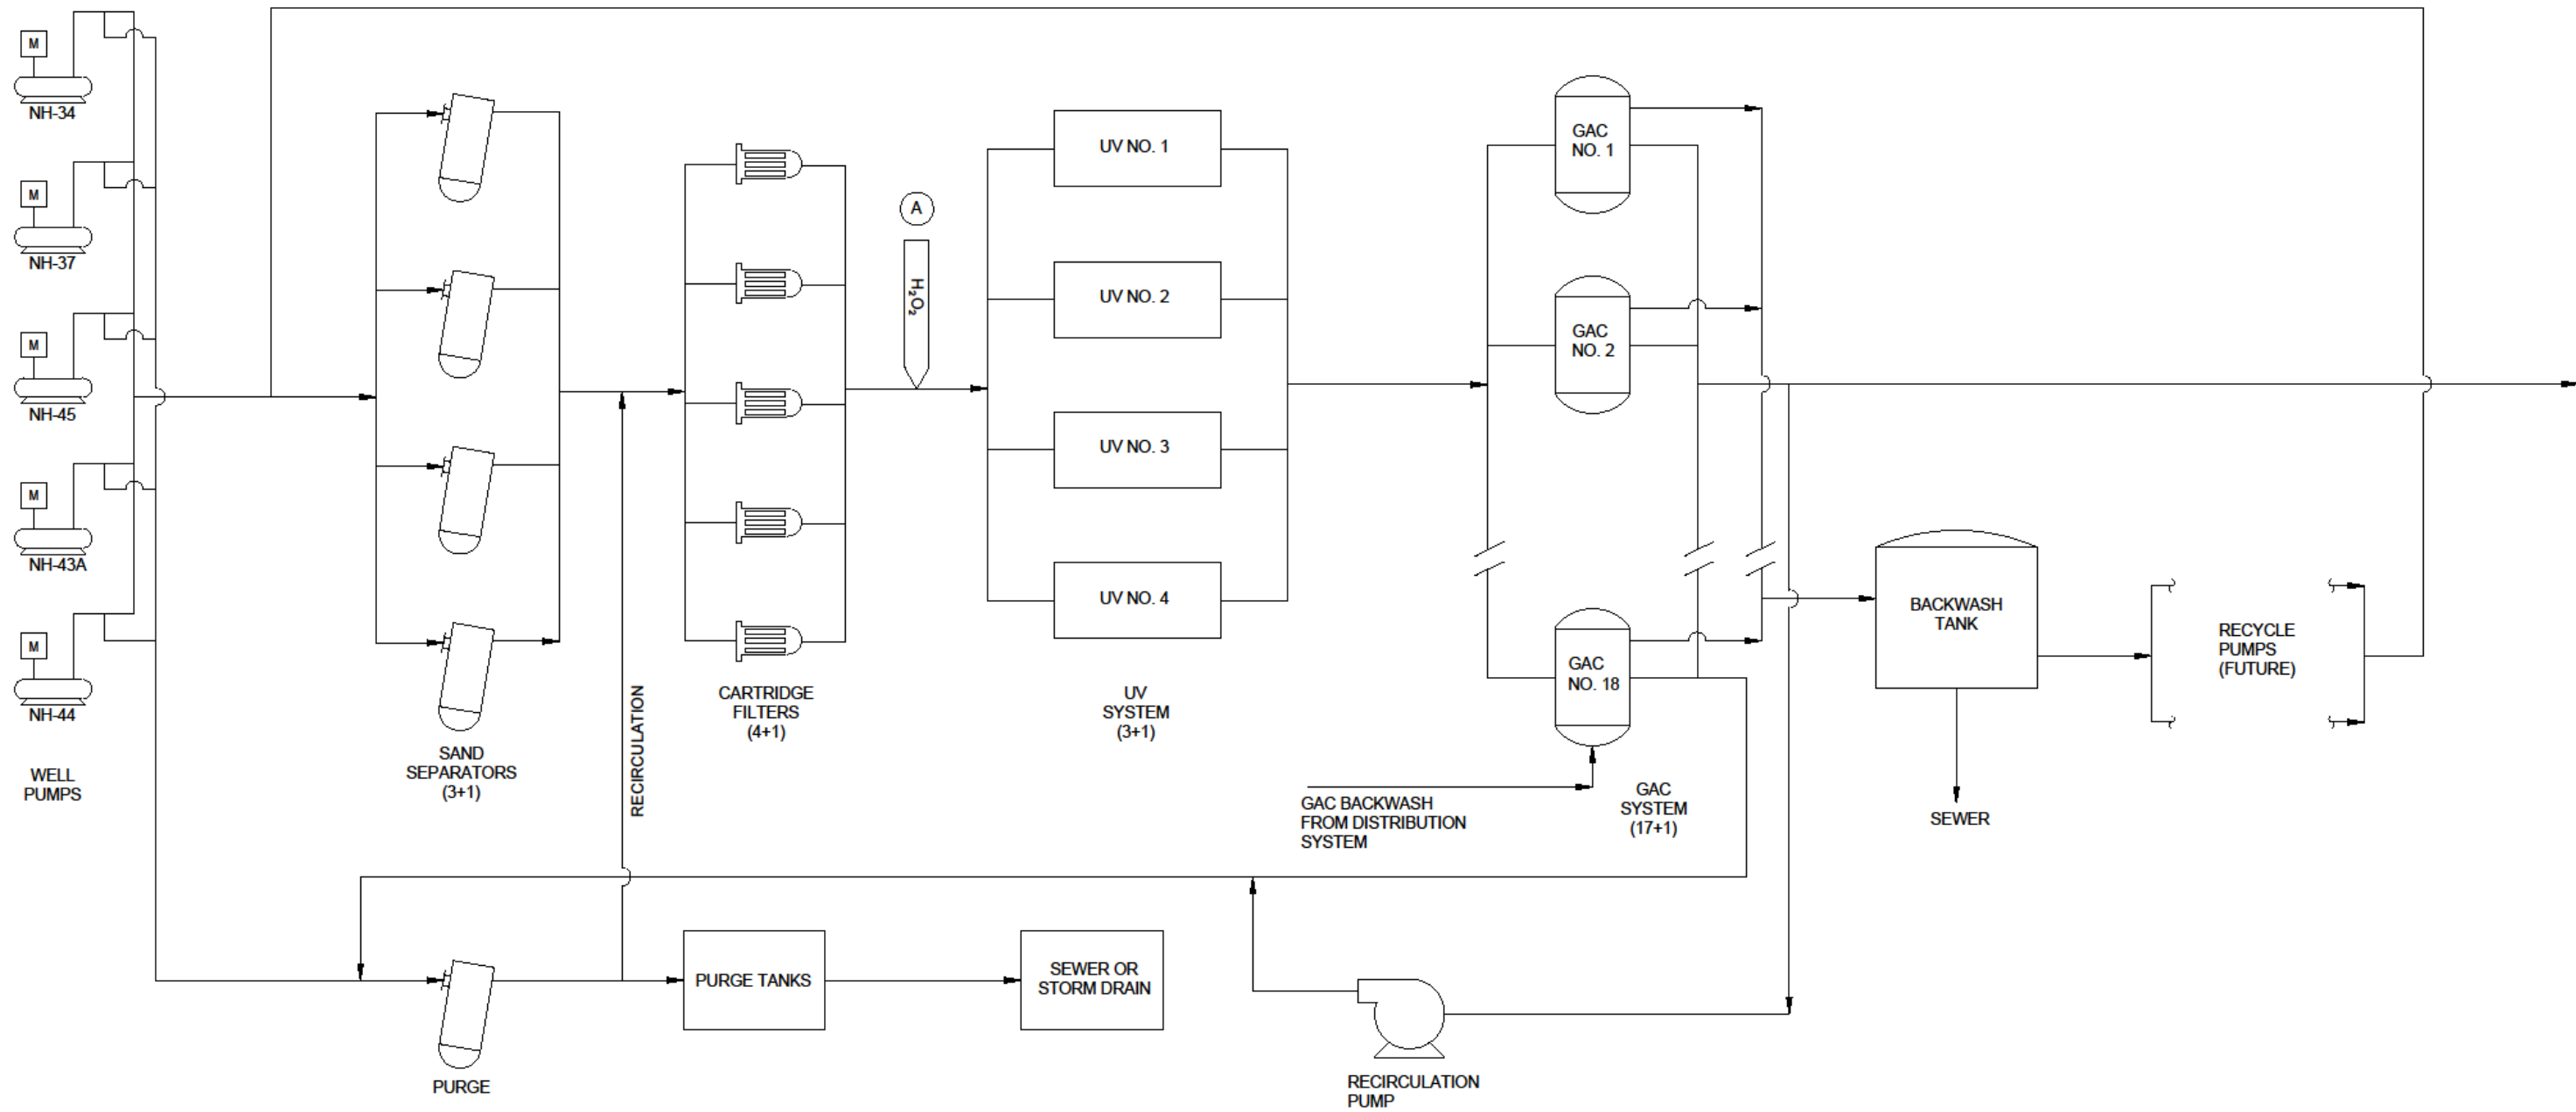 M
NH-34
M
NH-37
M
NH-45
M
NH-43A
M
NH-44
WELL
PUMPS
SAND
SEPARATORS
(3+1)
RECIRCULATION
CARTRIDGE
FILTERS
(4+1)
A
H₂O₂
UV NO. 1
UV NO. 2
UV NO. 3
UV NO. 4
UV
SYSTEM
(3+1)
GAC
NO. 1
GAC
NO. 2
GAC
NO. 18
GAC BACKWASH
FROM DISTRIBUTION
SYSTEM
GAC
SYSTEM
(17+1)
BACKWASH
TANK
SEWER
RECYCLE
PUMPS
(FUTURE)
PURGE
PURGE TANKS
SEWER OR
STORM DRAIN
RECIRCULATION
PUMP